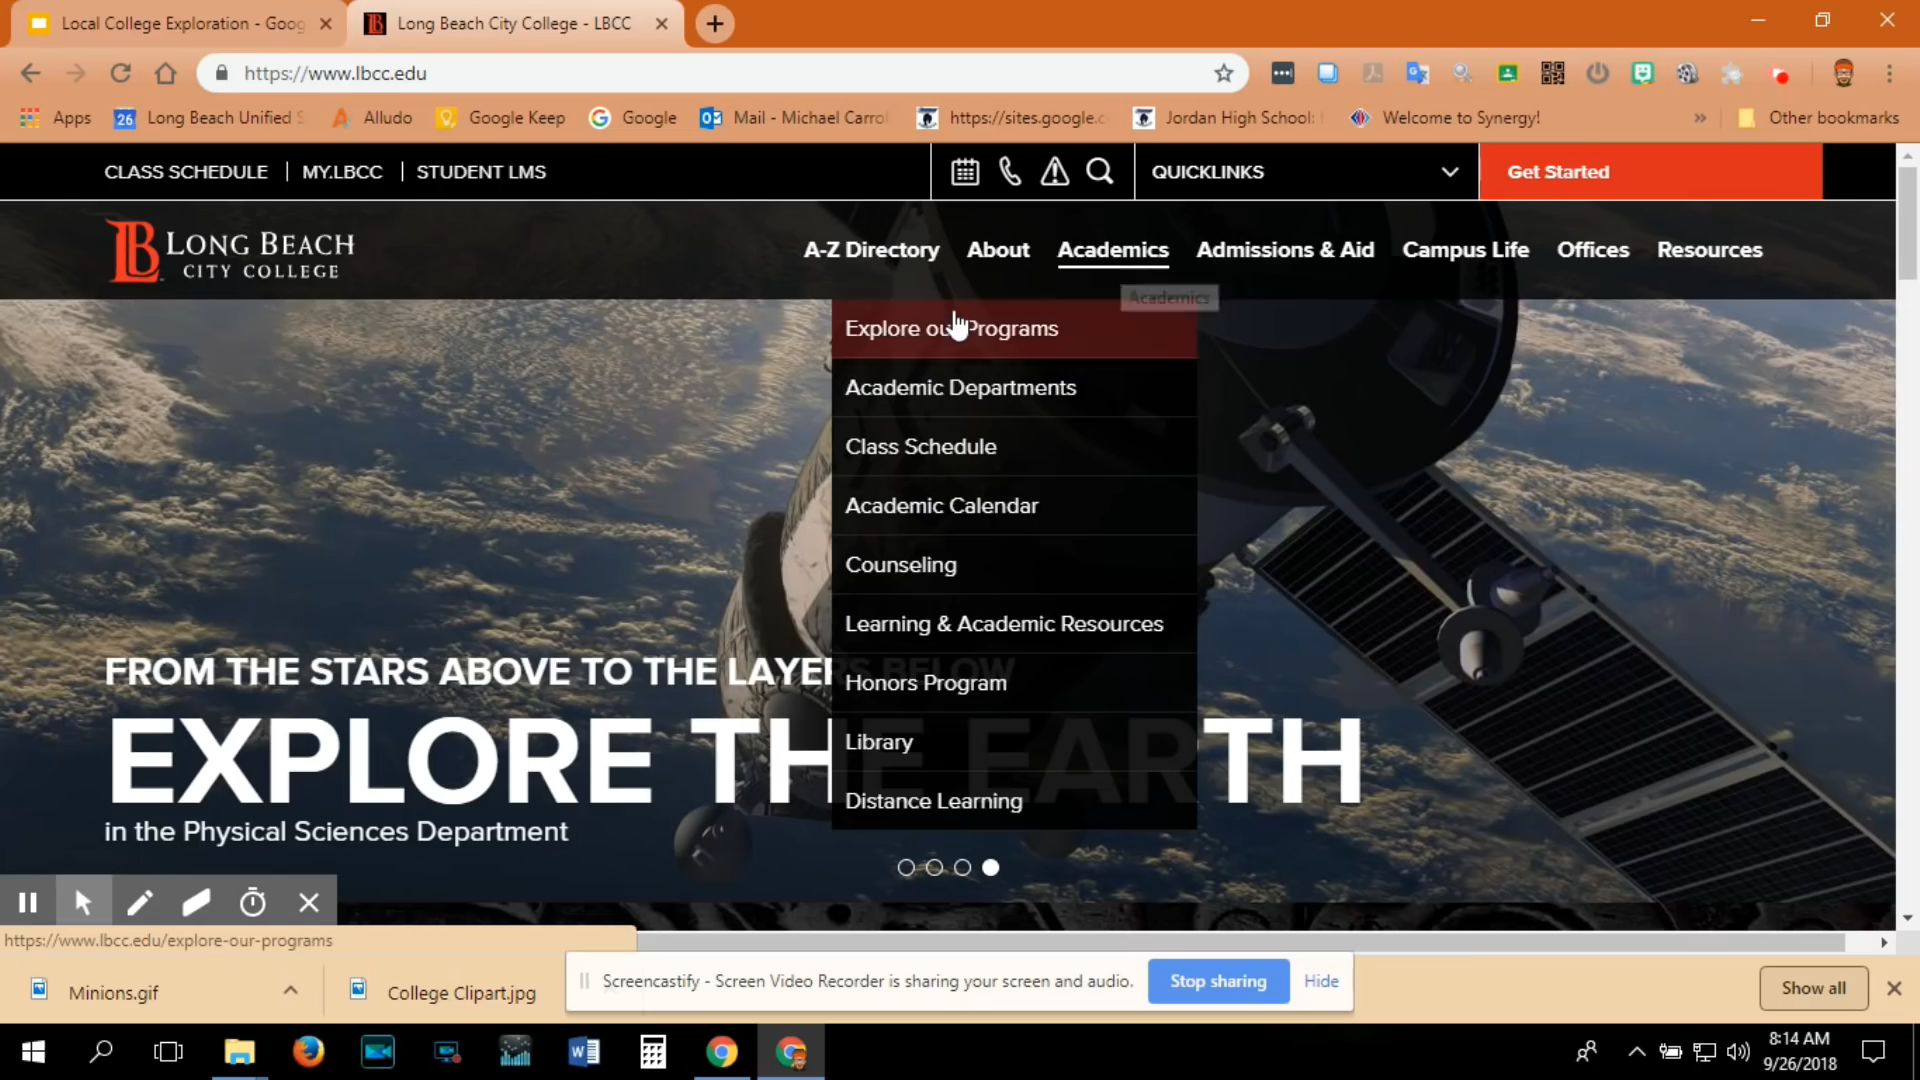 Local College Exploration - Goog
Long Beach City College - LBCC
https://www.lbcc.edu
Apps
26
Long Beach Unified S
Alludo
Google Keep
Google
Mail - Michael Carrol
https://sites.google.c
Jordan High School:
Welcome to Synergy!
Other bookmarks
CLASS SCHEDULE
MY.LBCC
STUDENT LMS
QUICKLINKS
Get Started
LONG BEACH
CITY COLLEGE
A-Z Directory
About
Academics
Admissions & Aid
Campus Life
Offices
Resources
Academics
Explore our Programs
Academic Departments
Class Schedule
Academic Calendar
Counseling
Learning & Academic Resources
Honors Program
Library
Distance Learning
FROM THE STARS ABOVE TO THE LAYERS BELOW
EXPLORE THE EARTH
in the Physical Sciences Department
https://www.lbcc.edu/explore-our-programs
Minions.gif
College Clipart.jpg
Screencastify - Screen Video Recorder is sharing your screen and audio.
Stop sharing
Hide
Show all
8:14 AM
9/26/2018